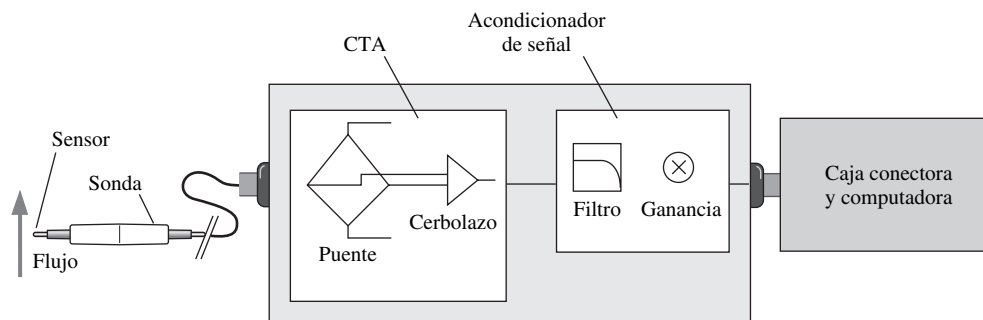 Acondicionador
de señal
CTA
Sensor
Sonda
Flujo
Puente
Cerbolazo
Filtro
Ganancia
Caja conectora
y computadora